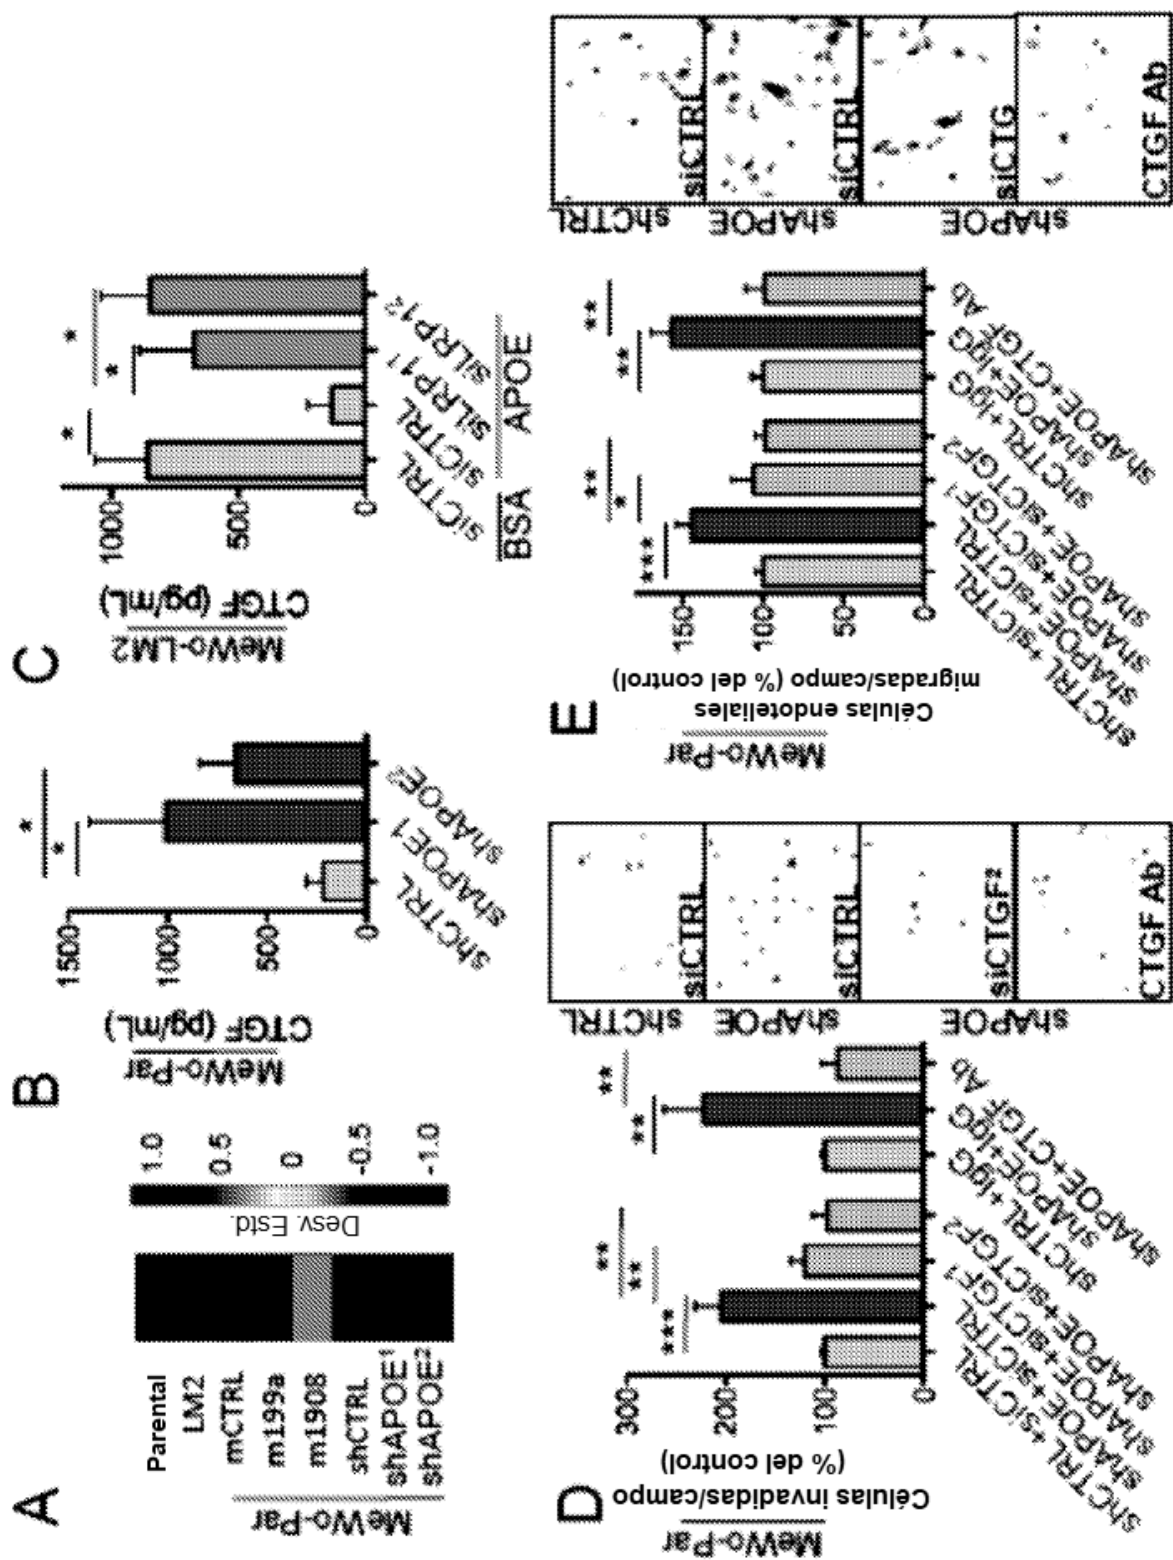 A
Parental
LM2
mCTRL
m199a
m1908
shCTRL
shAPOE¹
shAPOE²
MeWo-Par
Desv. Estd.
1.0
0.5
0
-0.5
-1.0
B
MeWo-Par
CTGF (pg/mL)
1500
1000
500
0
*
*
shCTRL
shAPOE1
shAPOE²
C
MeWo-LM2
CTGF (pg/mL)
1000
500
0
*
*
*
siCTRL
siCTRL
siLRP1¹
siLRP1²
BSA
APOE
D
MeWo-Par
Células invadidas/campo
(% del control)
300
200
100
0
***
**
**
**
**
shCTRL +siCTRL
shAPOE+siCTRL
shAPOE+siCTGF¹
shAPOE+siCTGF²
shCTRL +IgG
shAPOE+IgG
shAPOE+CTGF Ab
shCTRL
siCTRL
shAPOE
siCTRL
siCTGF²
shAPOE
CTGF Ab
E
MeWo-Par
Células endoteliales
migradas/campo (% del control)
150
100
50
0
***
*
**
**
**
shCTRL +siCTRL
shAPOE+siCTRL
shAPOE+siCTGF¹
shAPOE+siCTGF²
shCTRL +IgG
shAPOE+IgG
shAPOE+CTGF Ab
shCTRL
siCTRL
shAPOE
siCTRL
siCTG
shAPOE
CTGF Ab